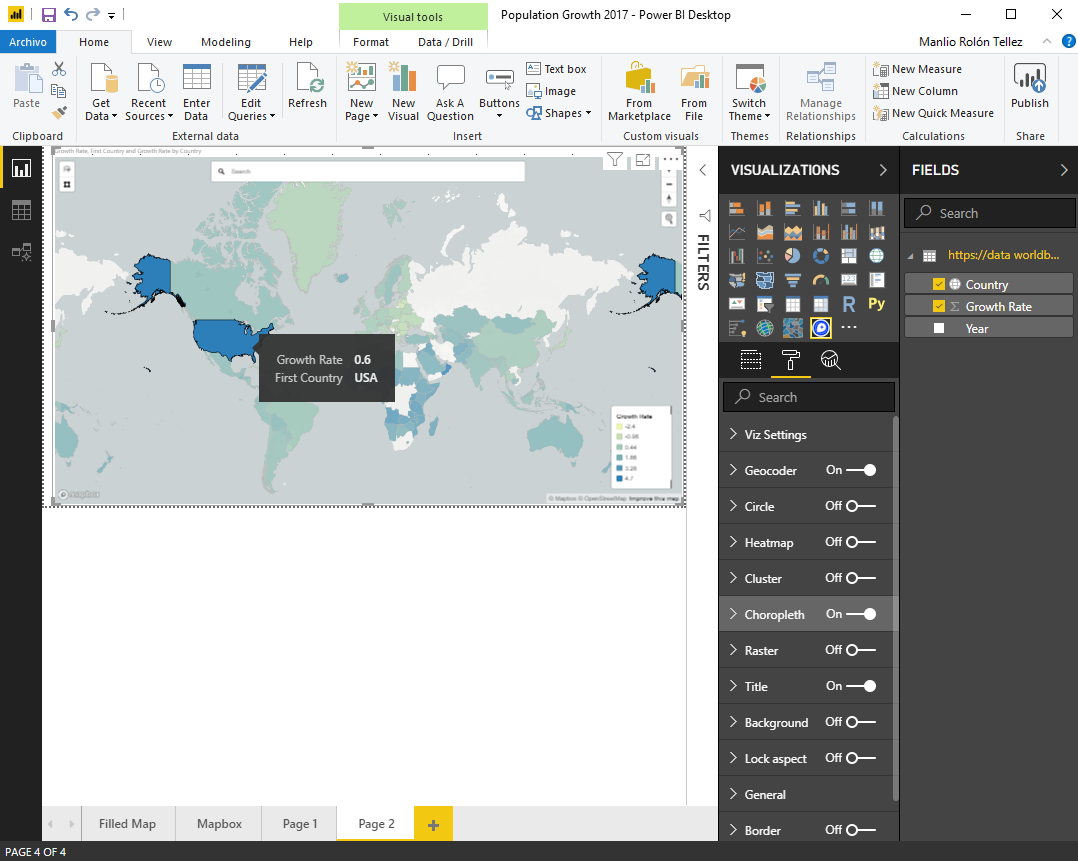 Visual tools
Population Growth 2017 - Power BI Desktop
Archivo
Home
View
Modeling
Help
Format
Data / Drill
Manlio Rolón Tellez
?
Paste
Get Data
Recent Sources
Enter Data
Edit Queries
Refresh
New Page
New Visual
Ask A Question
Buttons
Text box
Image
Shapes
From Marketplace
From File
Switch Theme
Manage Relationships
New Measure
New Column
New Quick Measure
Publish
Clipboard
External data
Insert
Custom visuals
Themes
Relationships
Calculations
Share
Growth Rate, First Country and Growth Rate by Country
Search
Growth Rate 0.6
First Country USA
Growth Rate
-2.4
-0.98
0.44
1.86
3.28
4.7
mapbox
© Mapbox © OpenStreetMap Improve this map
FILTERS
VISUALIZATIONS
R
Py
Search
Viz Settings
Geocoder On
Circle Off
Heatmap Off
Cluster Off
Choropleth On
Raster Off
Title On
Background Off
Lock aspect Off
General
Border Off
FIELDS
Search
https://data worldb...
Country
Growth Rate
Year
Filled Map
Mapbox
Page 1
Page 2
PAGE 4 OF 4